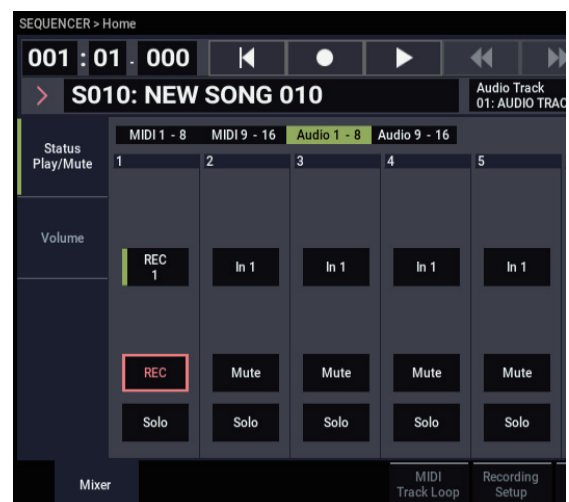 SEQUENCER > Home
001 : 01 . 000
S010: NEW SONG 010
Audio Track
01: AUDIO TRAC
Status
Play/Mute
Volume
MIDI 1 - 8 MIDI 9 - 16 Audio 1 - 8 Audio 9 - 16
1 2 3 4 5
REC
1
In 1 In 1 In 1 In 1
REC Mute Mute Mute Mute
Solo Solo Solo Solo Solo
Mixer
MIDI
Track Loop
Recording
Setup